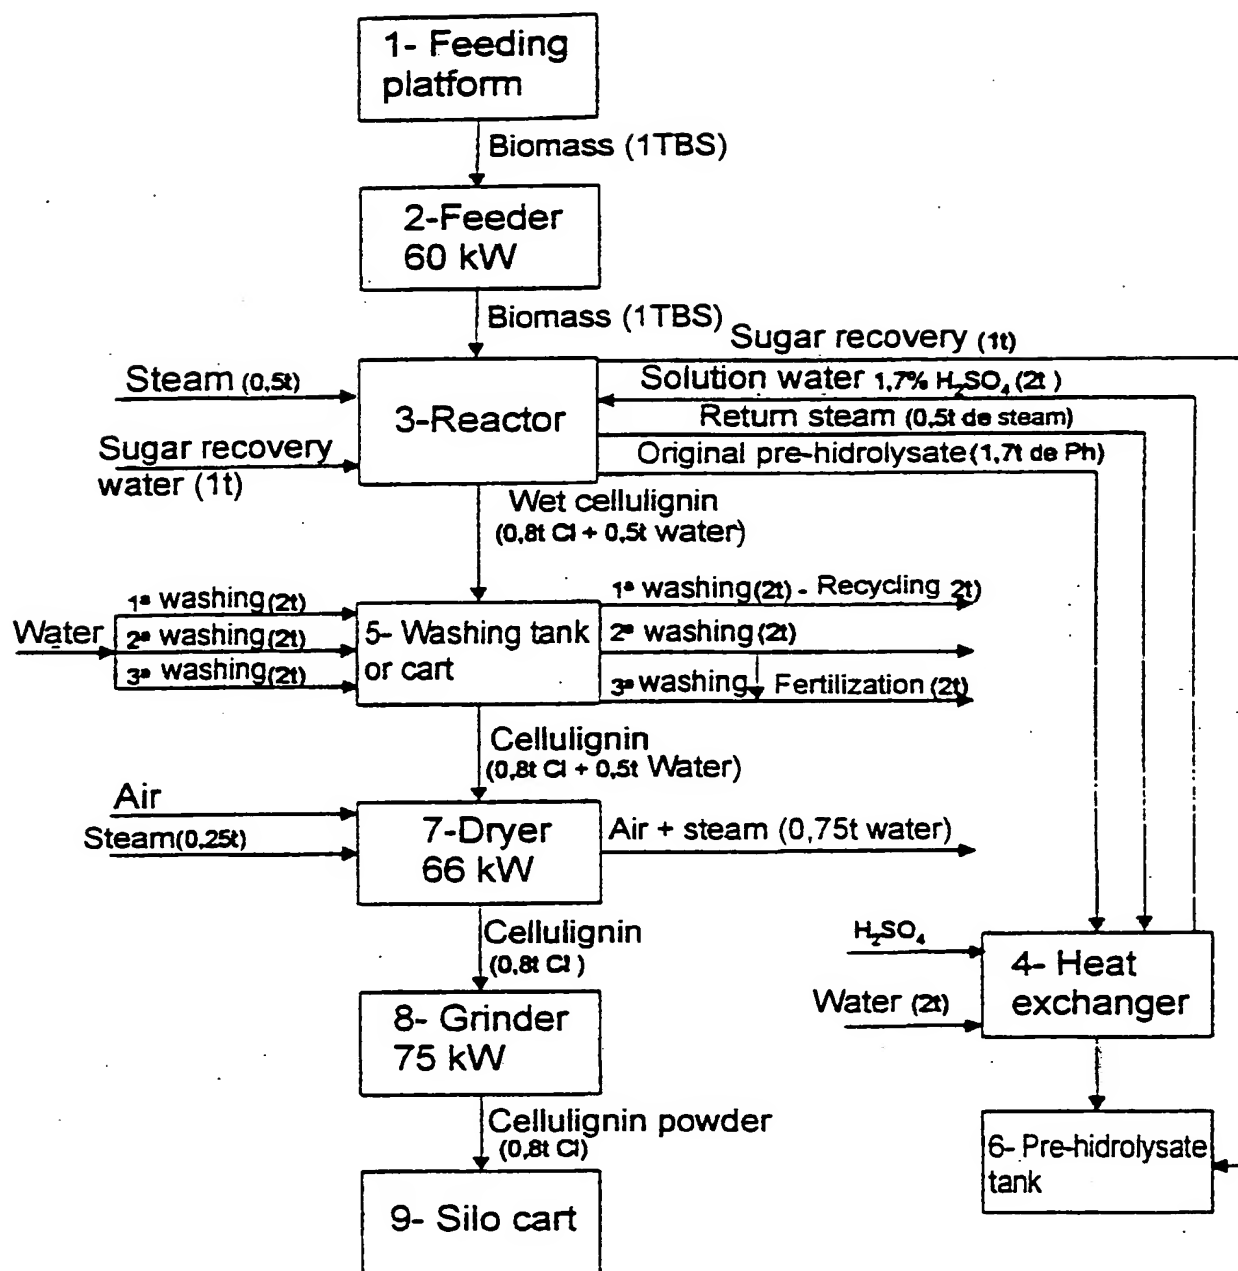 1- Feeding
platform
Biomass (1TBS)
2-Feeder
60 kW
Biomass (1TBS)
Sugar recovery (1t)
Steam (0,5t)
Solution water 1,7% H₂SO₄ (2t)
3-Reactor
Return steam (0,5t de steam)
Sugar recovery
water (1t)
Original pre-hidrolysate (1,7t de Ph)
Wet cellulignin
(0,8t Cl + 0,5t water)
Water
1ª washing (2t)
2ª washing (2t)
3ª washing (2t)
5- Washing tank
or cart
1ª washing (2t) - Recycling 2t)
2ª washing (2t)
3ª washing Fertilization (2t)
Cellulignin
(0,8t Cl + 0,5t Water)
Air
Steam (0,25t)
7-Dryer
66 kW
Air + steam (0,75t water)
Cellulignin
(0,8t Cl )
H₂SO₄
Water (2t)
4- Heat
exchanger
8- Grinder
75 kW
Cellulignin powder
(0,8t Cl)
6- Pre-hidrolysate
tank
9- Silo cart